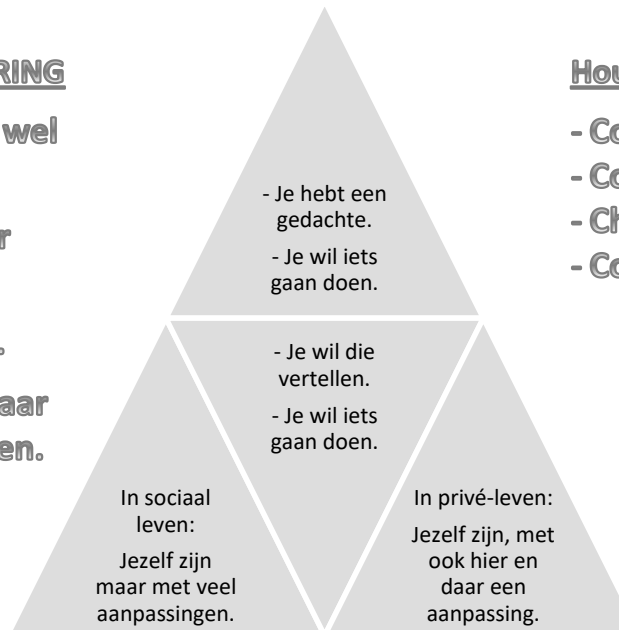 RING
wel
r
.
aar
en.
- Je hebt een
gedachte.
- Je wil iets
gaan doen.
- Je wil die
vertellen.
- Je wil iets
gaan doen.
In sociaal
leven:
Jezelf zijn
maar met veel
aanpassingen.
In privé-leven:
Jezelf zijn, met
ook hier en
daar een
aanpassing.
Hou
- Co
- Co
- Ch
- Co